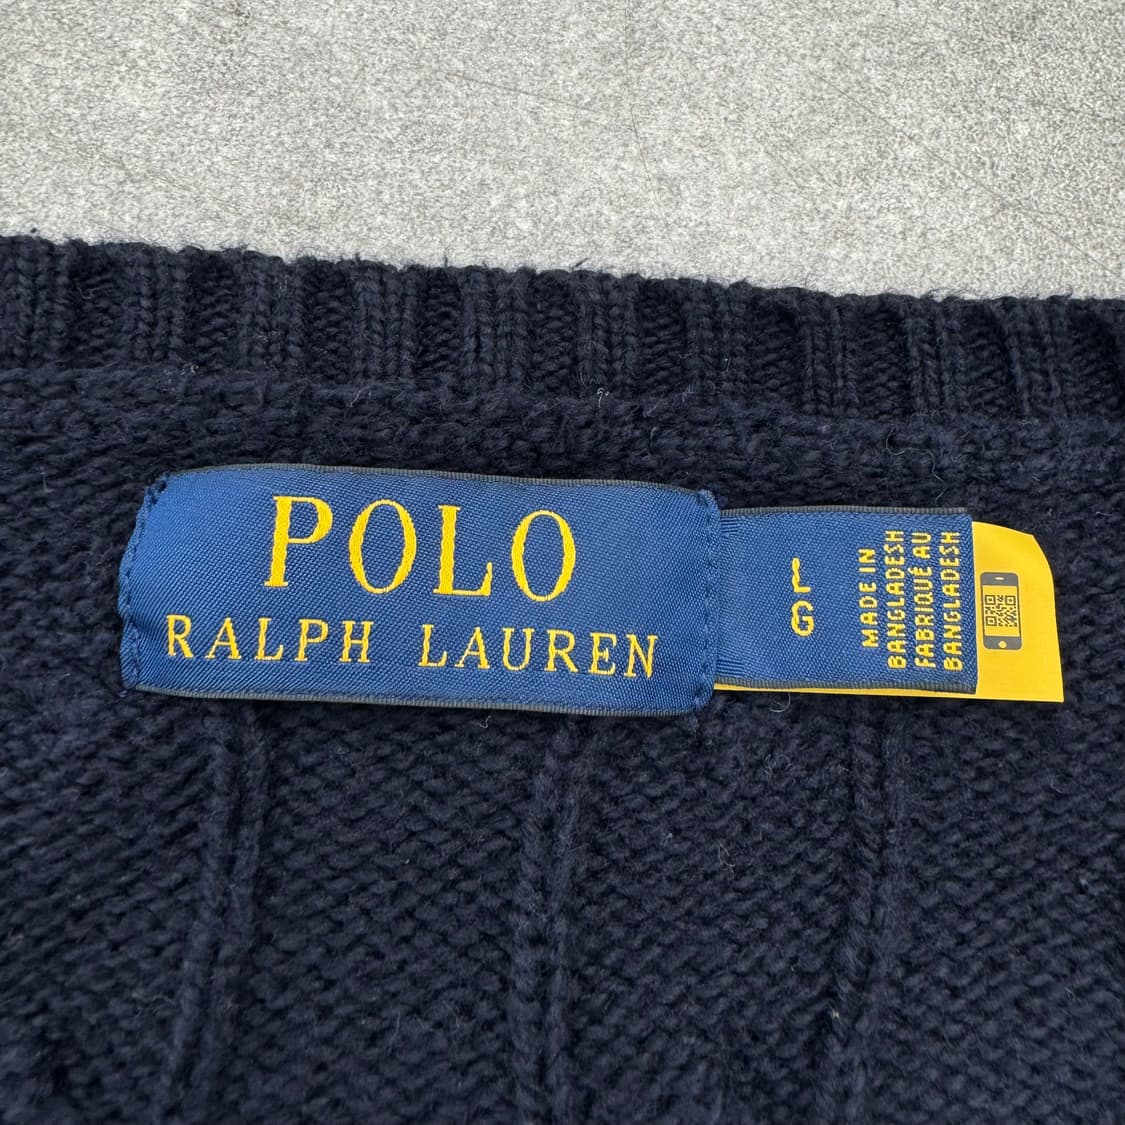 POLO
RALPH LAUREN
L
G
MADE IN
BANGLADESH
FABRIQUÉ AU
BANGLADESH